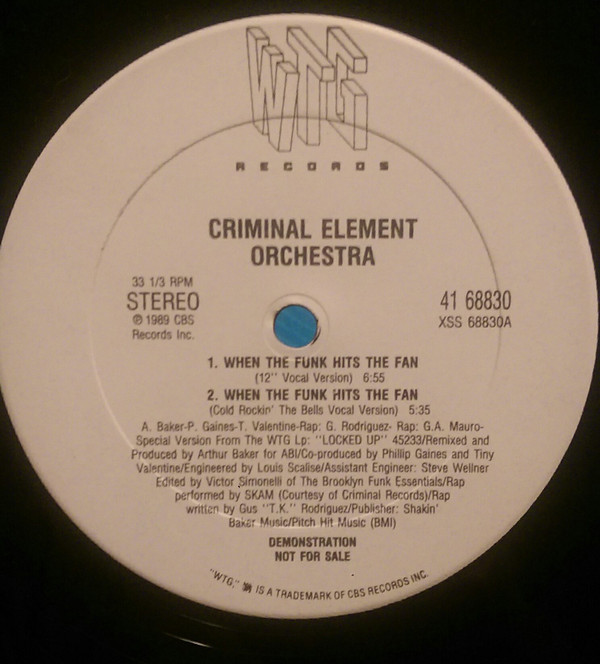 WTG
RECORDS
CRIMINAL ELEMENT
ORCHESTRA
33 1/3 RPM
STEREO
℗ 1989 CBS
Records Inc.
41 68830
XSS 68830A
1. WHEN THE FUNK HITS THE FAN
(12" Vocal Version) 6:55
2. WHEN THE FUNK HITS THE FAN
(Cold Rockin' The Bells Vocal Version) 5:35
A. Baker-P. Gaines-T. Valentine-Rap: G. Rodriguez- Rap: G.A. Mauro-
Special Version From The WTG Lp: "LOCKED UP" 45233/Remixed and
Produced by Arthur Baker for ABI/Co-produced by Phillip Gaines and Tiny
Valentine/Engineered by Louis Scalise/Assistant Engineer: Steve Wellner
Edited by Victor Simonelli of The Brooklyn Funk Essentials/Rap
performed by SKAM (Courtesy of Criminal Records)/Rap
written by Gus "T.K." Rodriguez/Publisher: Shakin'
Baker Music/Pitch Hit Music (BMI)
DEMONSTRATION
NOT FOR SALE
"WTG," IS A TRADEMARK OF CBS RECORDS INC.